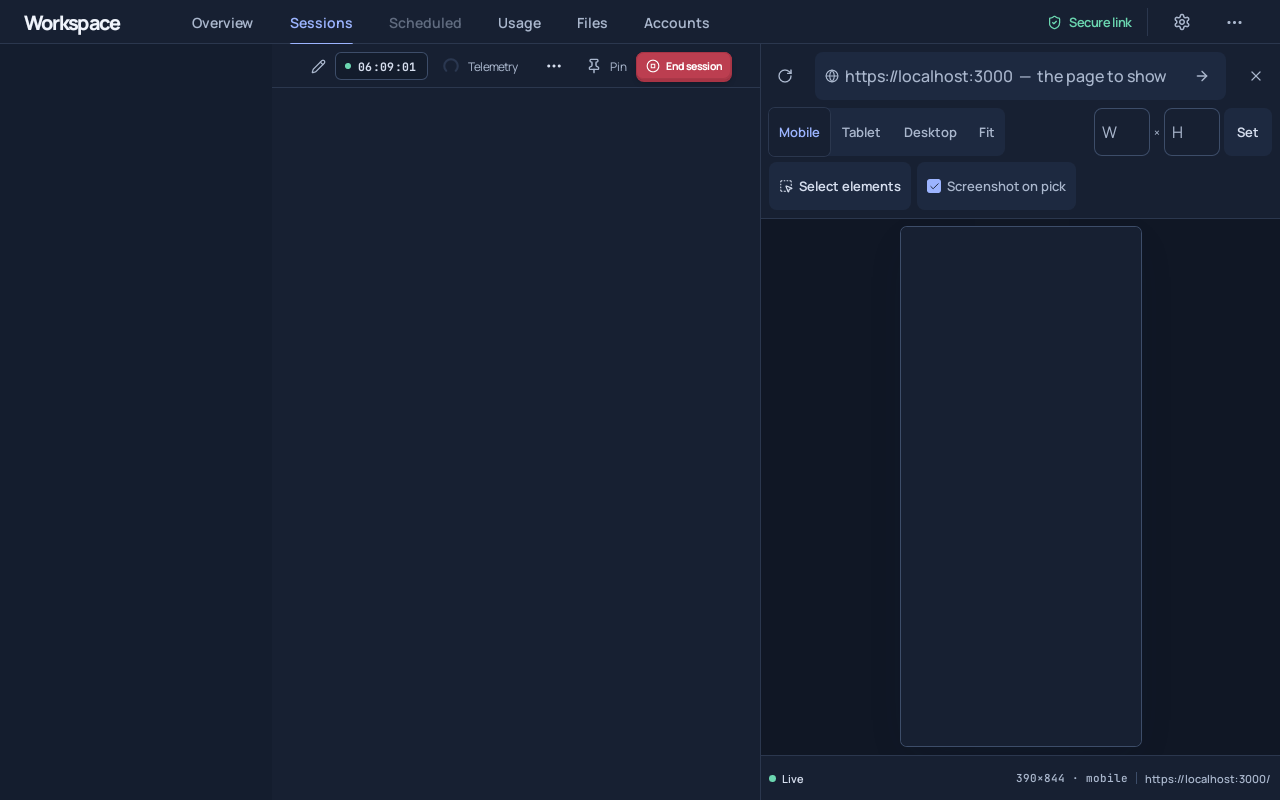 Workspace
Overview
Sessions
Scheduled
Usage
Files
Accounts
Secure link
06:09:01
Telemetry
Pin
End session
https://localhost:3000 — the page to show
Mobile
Tablet
Desktop
Fit
W
×
H
Set
Select elements
Screenshot on pick
Live
390×844 · mobile
https://localhost:3000/